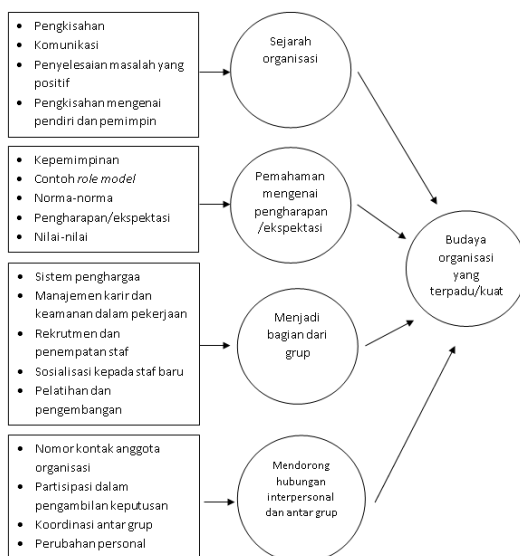 Pengkisahan
Komunikasi
Penyelesaian masalah yang
positif
Pengkisahan mengenai
pendiri dan pemimpin
Sejarah
organisasi
Kepemimpinan
Contoh role model
Norma-norma
Pengharapan/ekspektasi
Nilai-nilai
Pemahaman
mengenai
pengharapan
/ekspektasi
Sistem penghargaa
Manajemen karir dan
keamanan dalam pekerjaan
Rekrutmen dan
penempatan staf
Sosialisasi kepada staf baru
Pelatihan dan
pengembangan
Menjadi
bagian dari
grup
Nomor kontak anggota
organisasi
Partisipasi dalam
pengambilan keputusan
Koordinasi antar grup
Perubahan personal
Mendorong
hubungan
interpersonal
dan antar grup
Budaya
organisasi
yang
terpadu/kuat